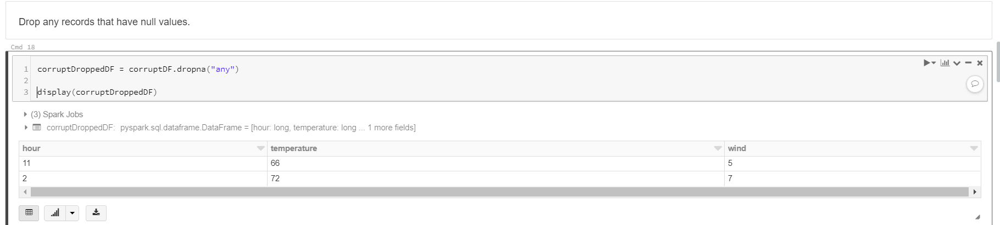 Drop any records that have null values.
Cmd 18
1 corruptDroppedDF = corruptDF.dropna("any")
2
3 display(corruptDroppedDF)
(3) Spark Jobs
corruptDroppedDF: pyspark.sql.dataframe.DataFrame = [hour: long, temperature: long ... 1 more fields]
hour temperature wind
11 66 5
2 72 7